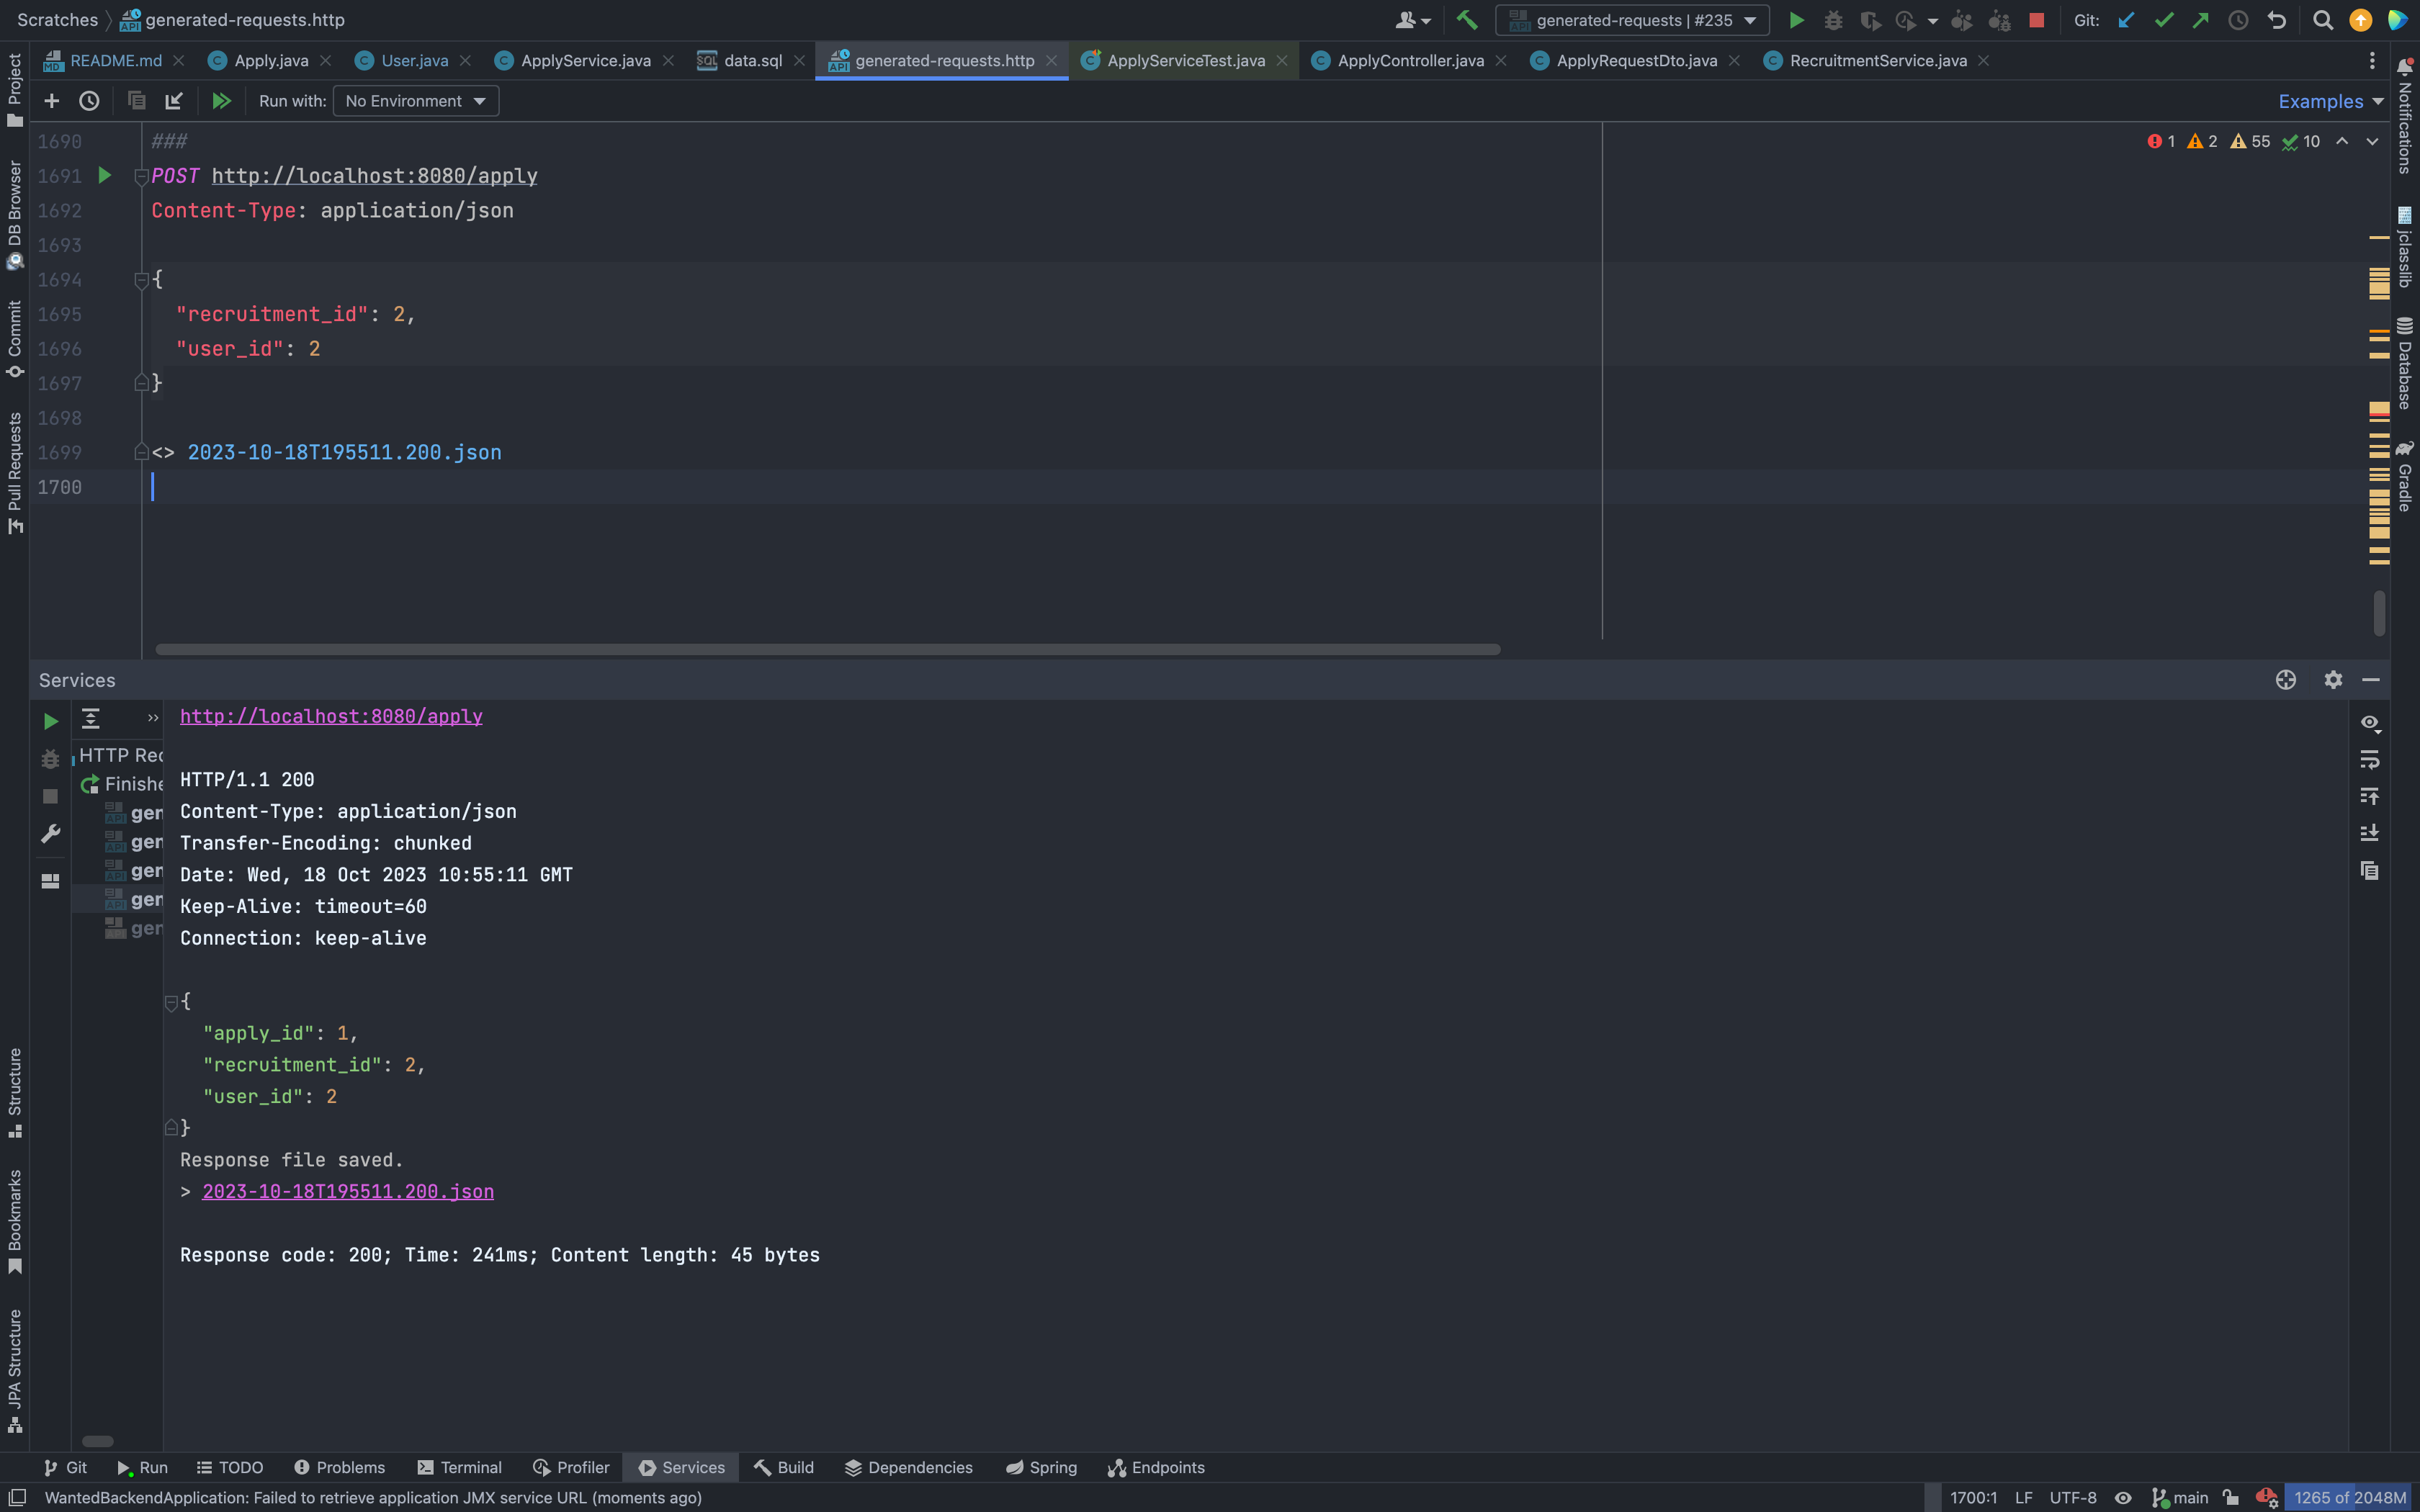 Scratches generated-requests.http generated-requests | #235 Git:
README.md Apply.java User.java ApplyService.java data.sql generated-requests.http ApplyServiceTest.java ApplyController.java ApplyRequestDto.java RecruitmentService.java
Run with: No Environment Examples
1690 ### 1 2 55 10
1691 POST http://localhost:8080/apply
1692 Content-Type: application/json
1693
1694 {
1695 "recruitment_id": 2,
1696 "user_id": 2
1697 }
1698
1699 <> 2023-10-18T195511.200.json
1700
Project
DB Browser
Commit
Pull Requests
Structure
Bookmarks
JPA Structure
Notifications
jclasslib
Database
Gradle
Services
HTTP Rec
Finishe
gen
gen
gen
gen
gen
http://localhost:8080/apply
HTTP/1.1 200
Content-Type: application/json
Transfer-Encoding: chunked
Date: Wed, 18 Oct 2023 10:55:11 GMT
Keep-Alive: timeout=60
Connection: keep-alive
{
"apply_id": 1,
"recruitment_id": 2,
"user_id": 2
}
Response file saved.
> 2023-10-18T195511.200.json
Response code: 200; Time: 241ms; Content length: 45 bytes
Git Run TODO Problems Terminal Profiler Services Build Dependencies Spring Endpoints
WantedBackendApplication: Failed to retrieve application JMX service URL (moments ago) 1700:1 LF UTF-8 main 1265 of 2048M